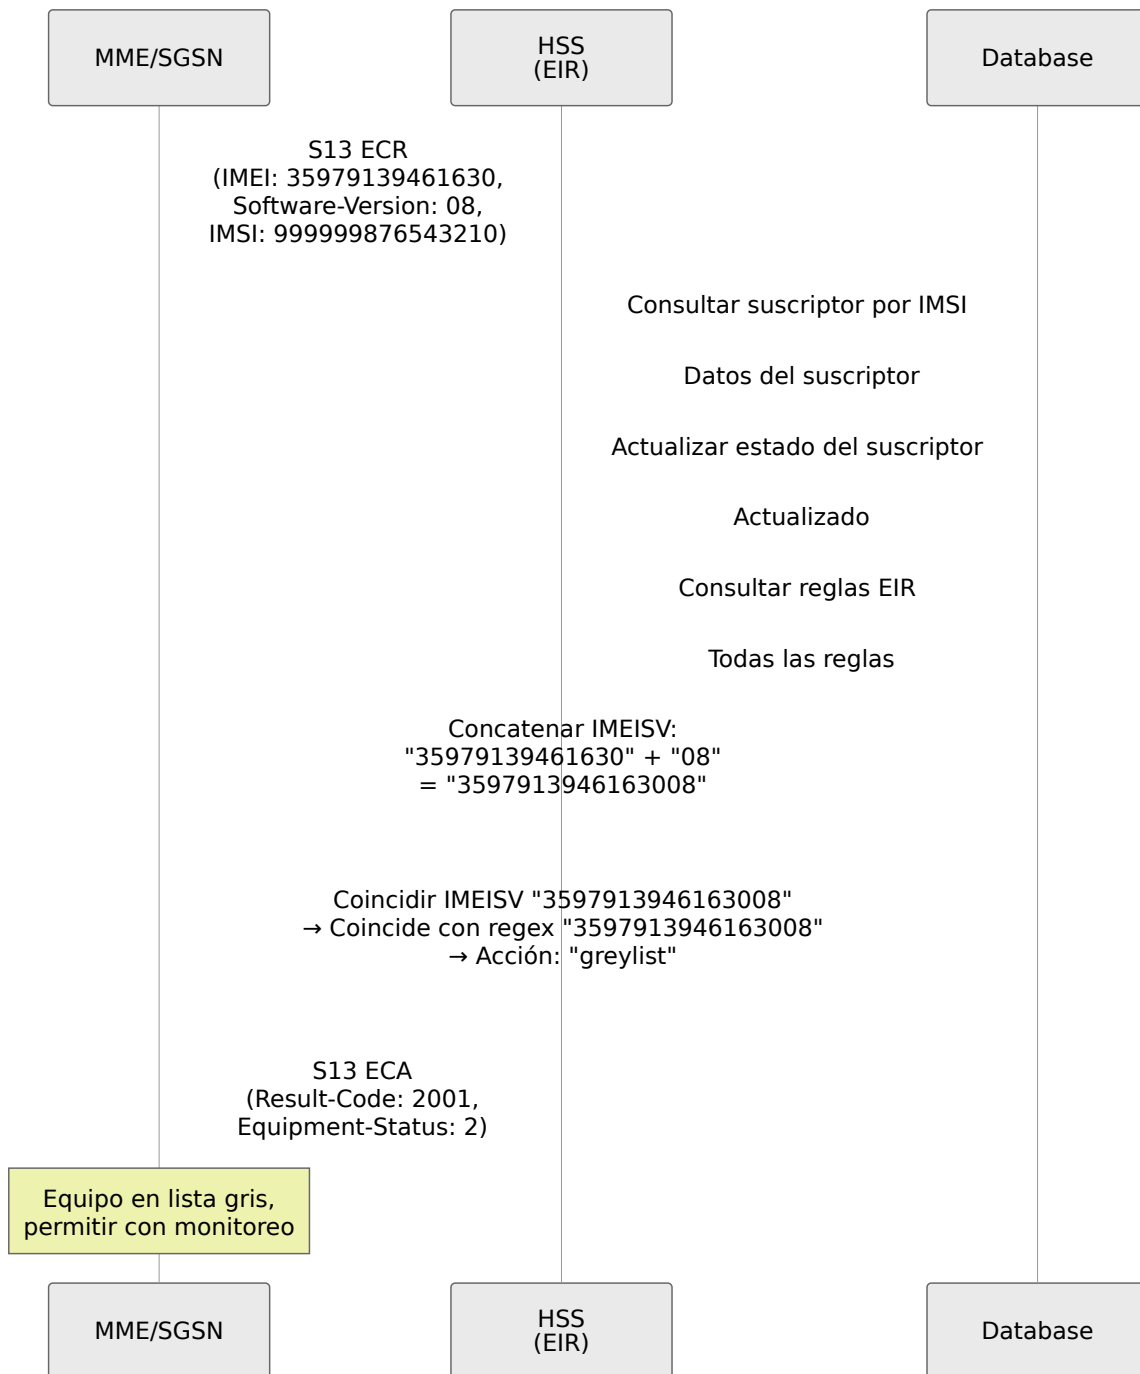 MME/SGSN
HSS
(EIR)
Database
S13 ECR
(IMEI: 35979139461630,
Software-Version: 08,
IMSI: 999999876543210)
Consultar suscriptor por IMSI
Datos del suscriptor
Actualizar estado del suscriptor
Actualizado
Consultar reglas EIR
Todas las reglas
Concatenar IMEISV:
"35979139461630" + "08"
= "3597913946163008"
Coincidir IMEISV "3597913946163008"
→ Coincide con regex "3597913946163008"
→ Acción: "greylist"
S13 ECA
(Result-Code: 2001,
Equipment-Status: 2)
Equipo en lista gris,
permitir con monitoreo
MME/SGSN
HSS
(EIR)
Database